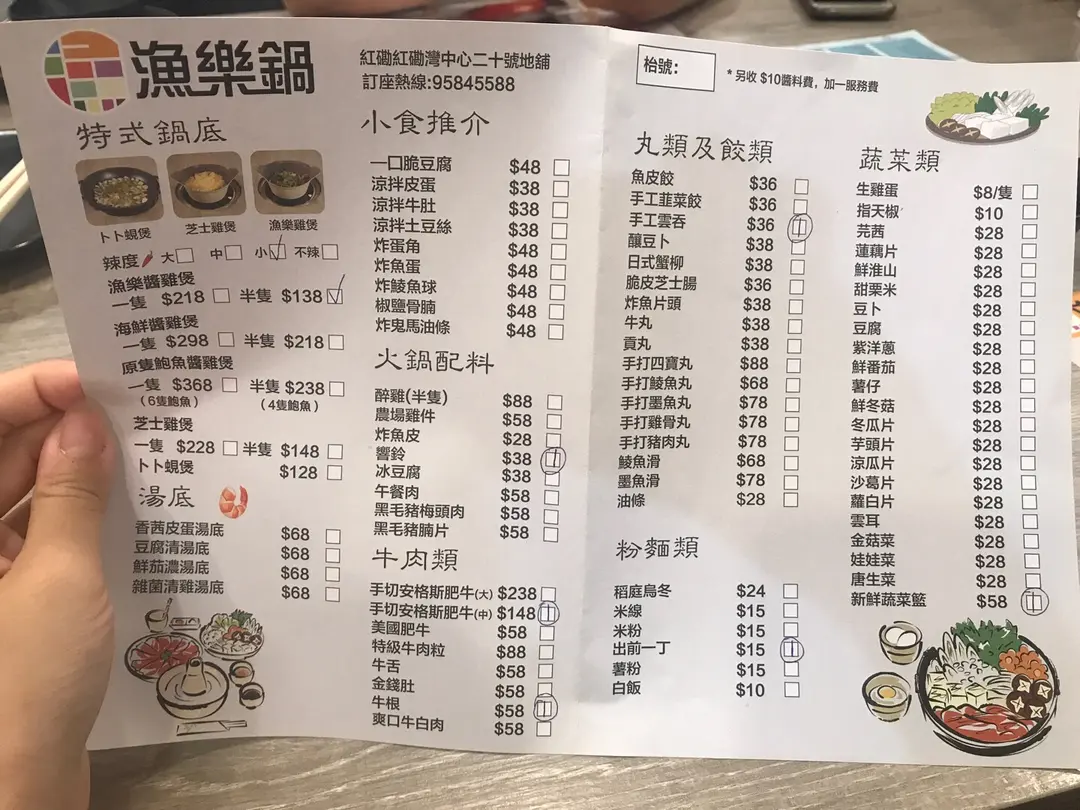 漁樂鍋
紅磡紅磡灣中心二十號地舖
訂座熱線:95845588
枱號:
*另收 $10醬料費，加一服務費
特式鍋底
卜卜蜆煲
芝士雞煲
漁樂雞煲
辣度 大 中 小 不辣
漁樂醬雞煲
一隻 $218 半隻 $138
海鮮醬雞煲
一隻 $298 半隻 $218
原隻鮑魚醬雞煲
一隻 $368 半隻 $238
(6隻鮑魚) (4隻鮑魚)
芝士雞煲
一隻 $228 半隻 $148
卜卜蜆煲 $128
湯底
香茜皮蛋湯底 $68
豆腐清湯底 $68
鮮茄濃湯底 $68
雜菌清雞湯底 $68
小食推介
一口脆豆腐 $48
涼拌皮蛋 $38
涼拌牛肚 $38
涼拌土豆絲 $38
炸蛋角 $48
炸魚蛋 $48
炸鯪魚球 $48
椒鹽骨腩 $48
炸鬼馬油條 $48
火鍋配料
醉雞(半隻) $88
農場雞件 $58
炸魚皮 $28
響鈴 $38
冰豆腐 $38
午餐肉 $58
黑毛豬梅頭肉 $58
黑毛豬腩片 $58
牛肉類
手切安格斯肥牛(大) $238
手切安格斯肥牛(中) $148
美國肥牛 $58
特級牛肉粒 $88
牛舌 $58
金錢肚 $58
牛根 $58
爽口牛白肉 $58
丸類及餃類
魚皮餃 $36
手工韮菜餃 $36
手工雲吞 $36
釀豆卜 $38
日式蟹柳 $38
脆皮芝士腸 $36
炸魚片頭 $38
牛丸 $38
貢丸 $38
手打四寶丸 $88
手打鯪魚丸 $68
手打墨魚丸 $78
手打雞骨丸 $78
手打豬肉丸 $78
鯪魚滑 $68
墨魚滑 $78
油條 $28
粉麵類
稻庭烏冬 $24
米線 $15
米粉 $15
出前一丁 $15
薯粉 $15
白飯 $10
蔬菜類
生雞蛋 $8/隻
指天椒 $10
芫茜 $28
蓮藕片 $28
鮮淮山 $28
甜栗米 $28
豆卜 $28
豆腐 $28
紫洋蔥 $28
鮮番茄 $28
薯仔 $28
鮮冬菇 $28
冬瓜片 $28
芋頭片 $28
涼瓜片 $28
沙葛片 $28
蘿白片 $28
雲耳 $28
金菇菜 $28
娃娃菜 $28
唐生菜 $28
新鮮蔬菜籃 $58